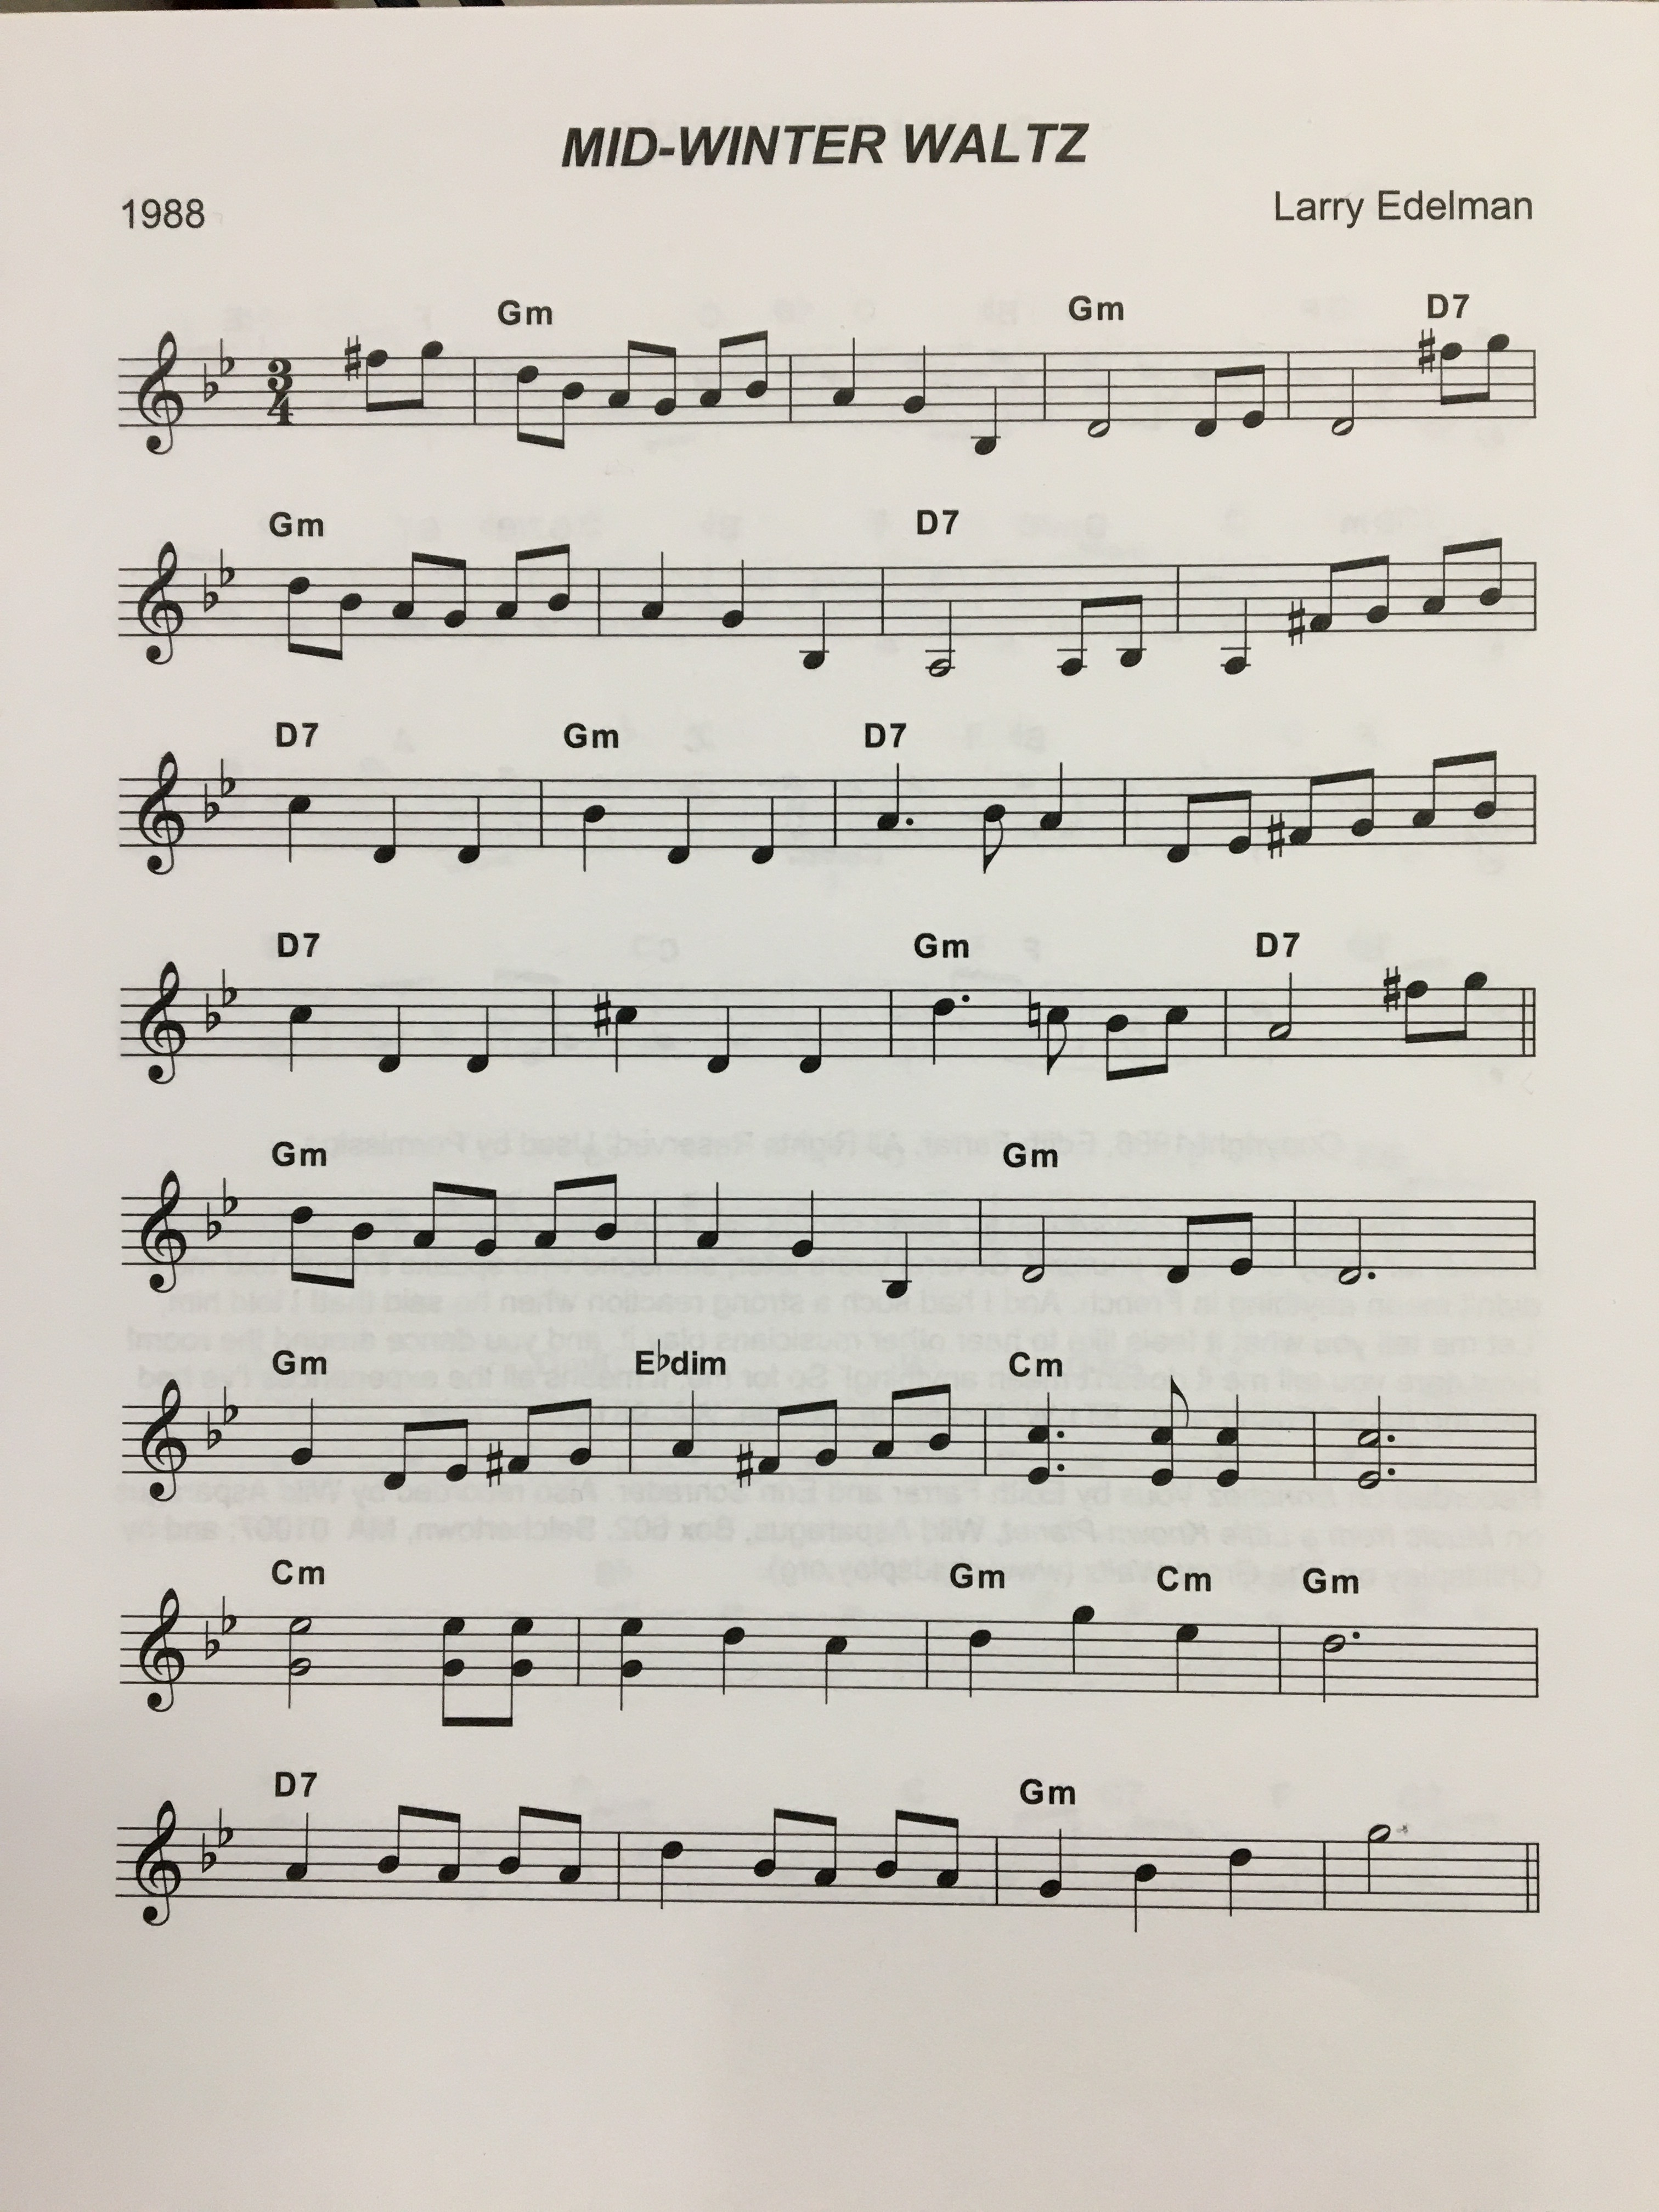 MID-WINTER WALTZ
1988 Larry Edelman
Gm Gm D7
3
4
Gm D7
D7 Gm D7
D7 Gm D7
Gm Gm
Gm E♭dim Cm
Cm Gm Cm Gm
D7 Gm